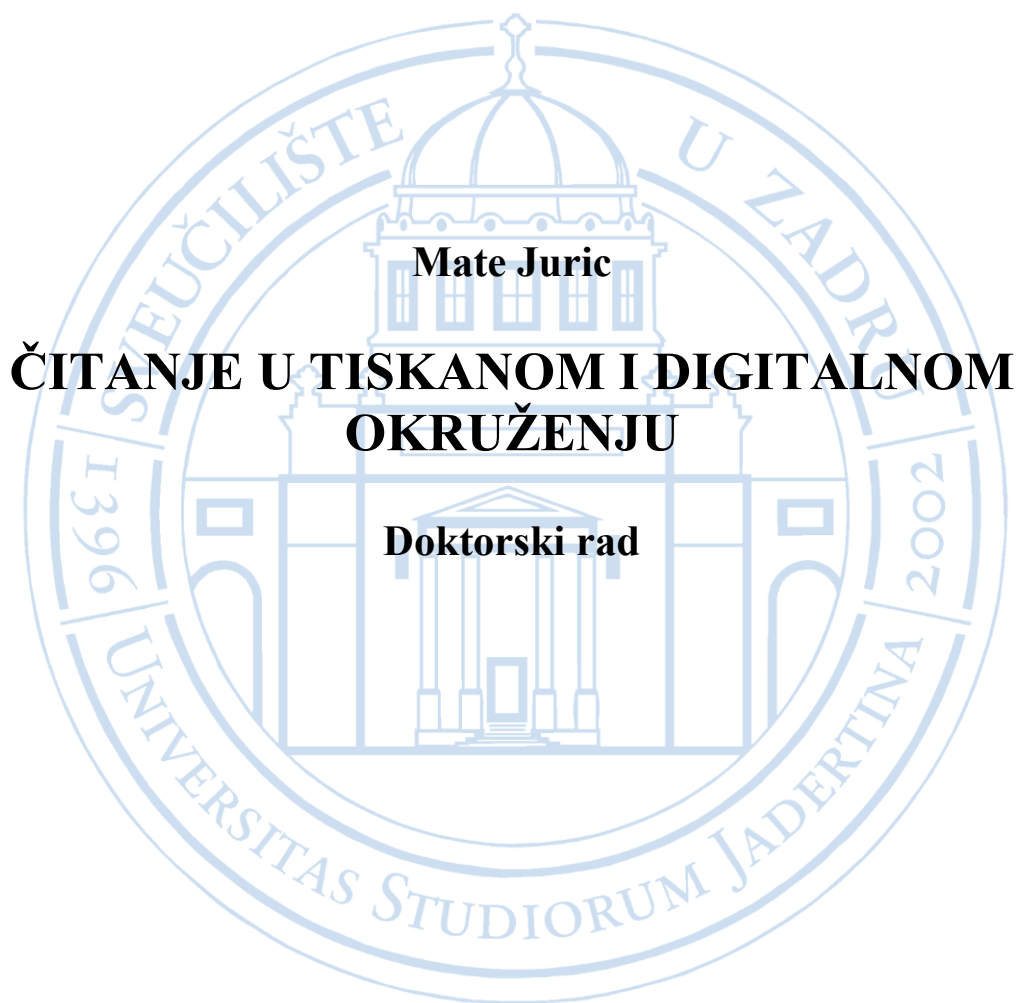 SVEUČILIŠTE U ZADRU
Mate Juric
ČITANJE U TISKANOM I DIGITALNOM
OKRUŽENJU
1396
2002
Doktorski rad
UNIVERSITAS STUDIORUM JADERTINA